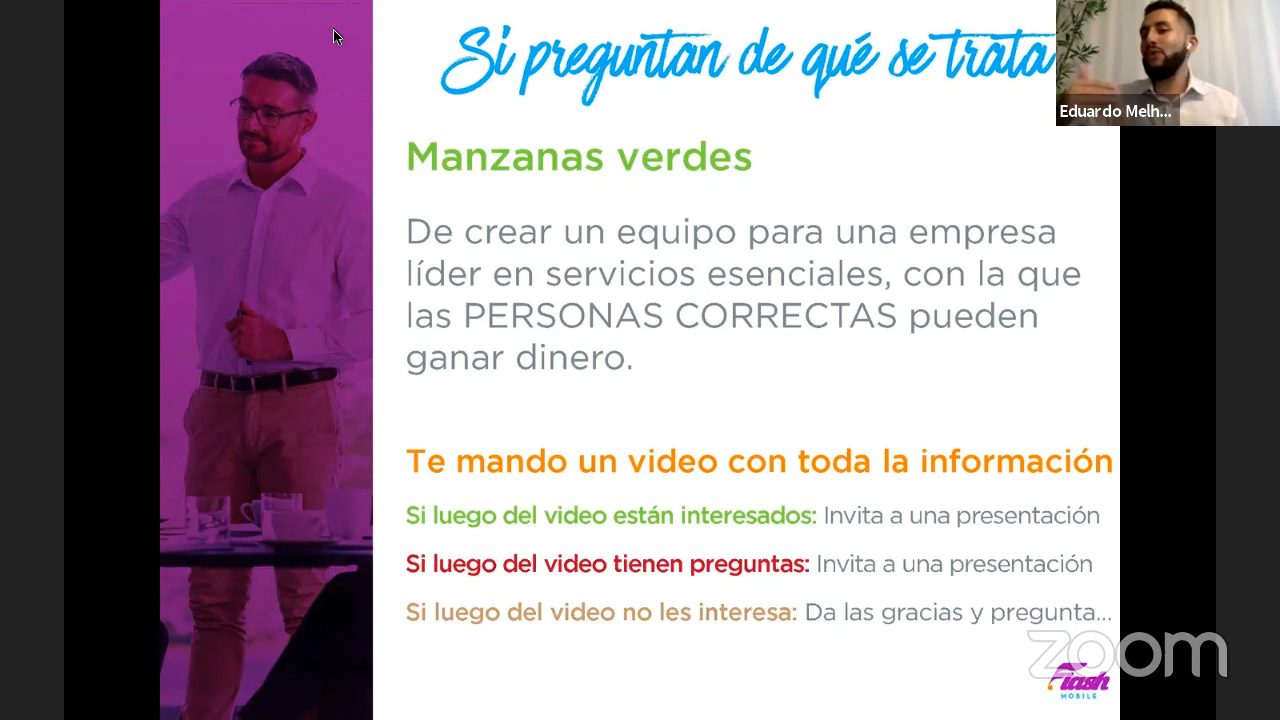 Si preguntan de qué se trata
Eduardo Melh...
Manzanas verdes
De crear un equipo para una empresa
líder en servicios esenciales, con la que
las PERSONAS CORRECTAS pueden
ganar dinero.
Te mando un video con toda la información
Si luego del video están interesados: Invita a una presentación
Si luego del video tienen preguntas: Invita a una presentación
Si luego del video no les interesa: Da las gracias y pregunta...
zoom
Flash
MOBILE